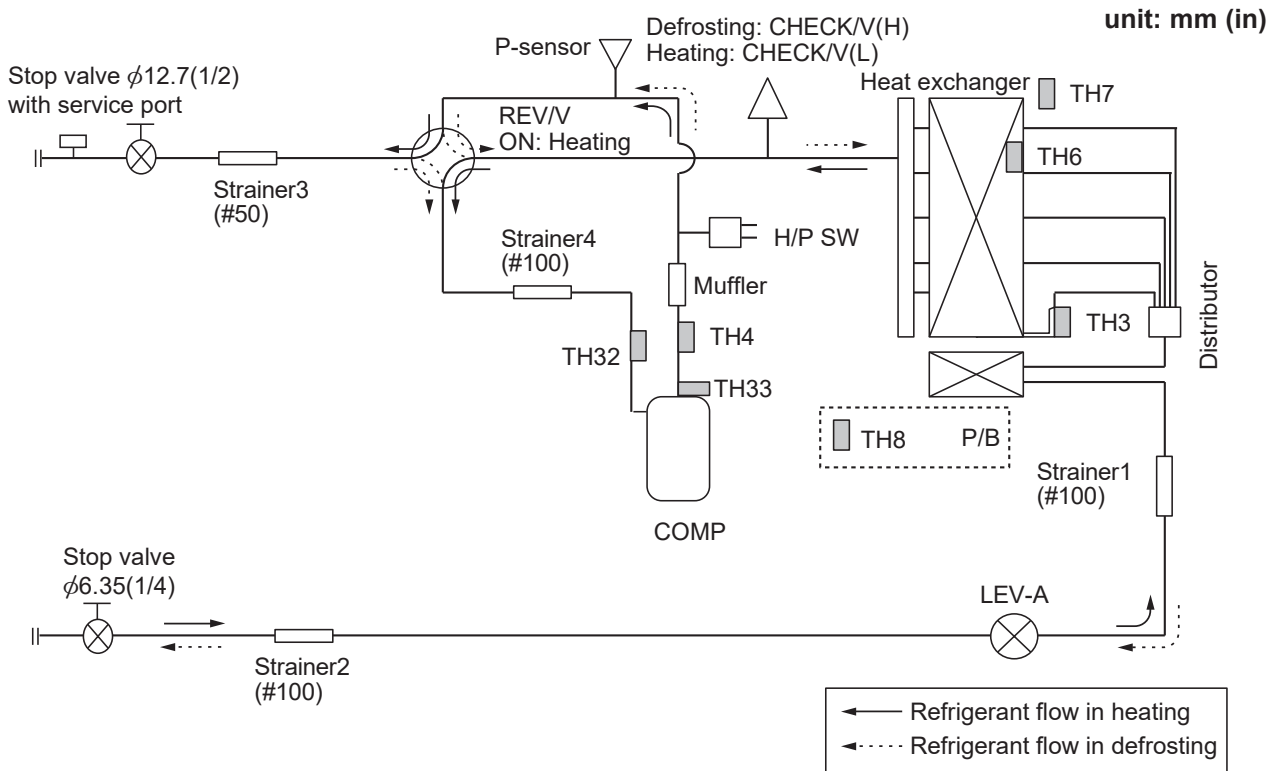 unit: mm (in)
Defrosting: CHECK/V(H)
Heating: CHECK/V(L)
P-sensor
Stop valve ϕ12.7(1/2)
with service port
Heat exchanger
TH7
REV/V
ON: Heating
TH6
Strainer3
(#50)
Strainer4
(#100)
H/P SW
Muffler
TH4
TH32
TH33
TH3
Distributor
TH8
P/B
Strainer1
(#100)
COMP
Stop valve
ϕ6.35(1/4)
LEV-A
Strainer2
(#100)
Refrigerant flow in heating
Refrigerant flow in defrosting